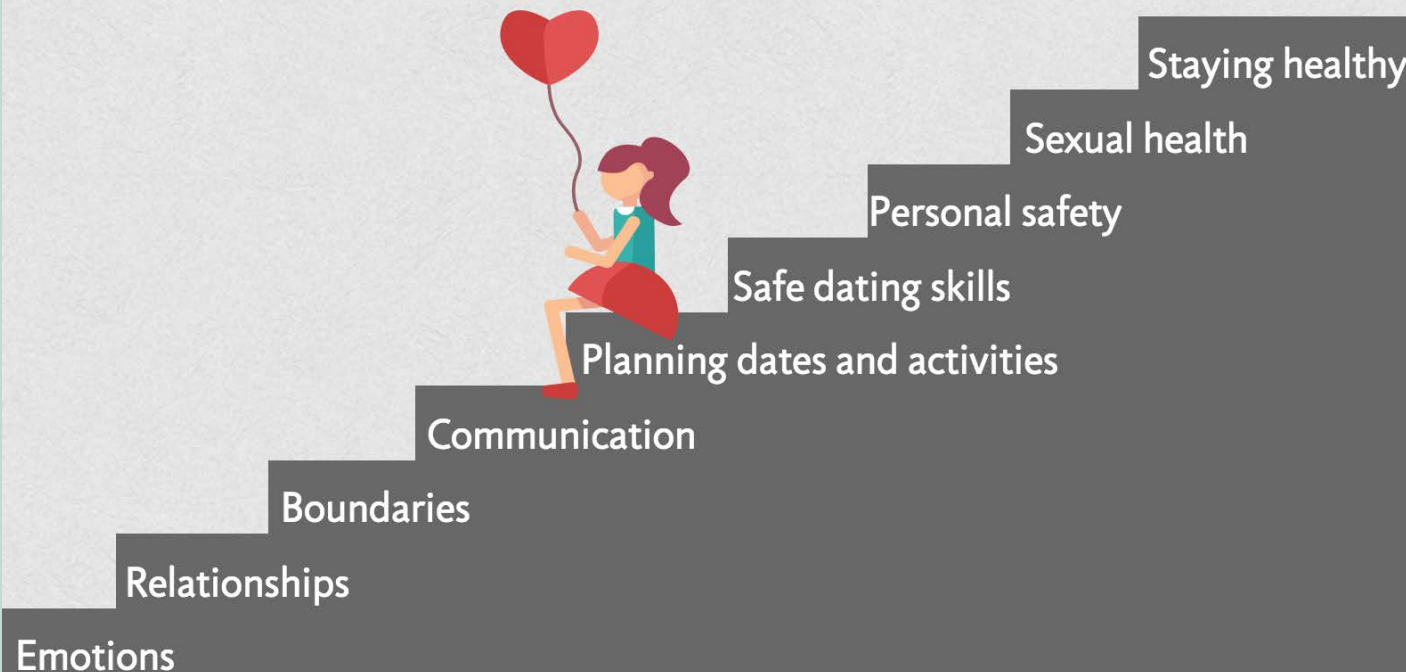 Staying healthy
Sexual health
Personal safety
Safe dating skills
Planning dates and activities
Communication
Boundaries
Relationships
Emotions